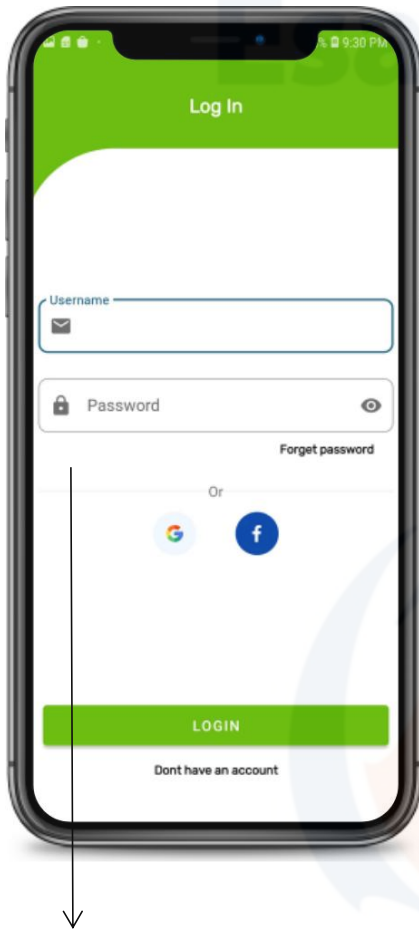 % 9:30 PM
Log In
Username
Password
Forget password
Or
G
f
LOGIN
Dont have an account